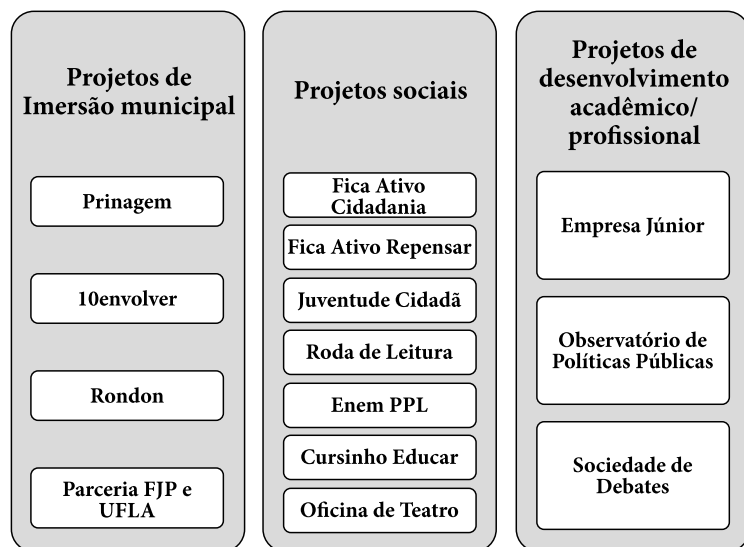 Projetos de
Imersão municipal
Prinagem
10envolver
Rondon
Parceria FJP e
UFLA
Projetos sociais
Fica Ativo
Cidadania
Fica Ativo Repensar
Juventude Cidadã
Roda de Leitura
Enem PPL
Cursinho Educar
Oficina de Teatro
Projetos de
desenvolvimento
acadêmico/
profissional
Empresa Júnior
Observatório de
Políticas Públicas
Sociedade de
Debates